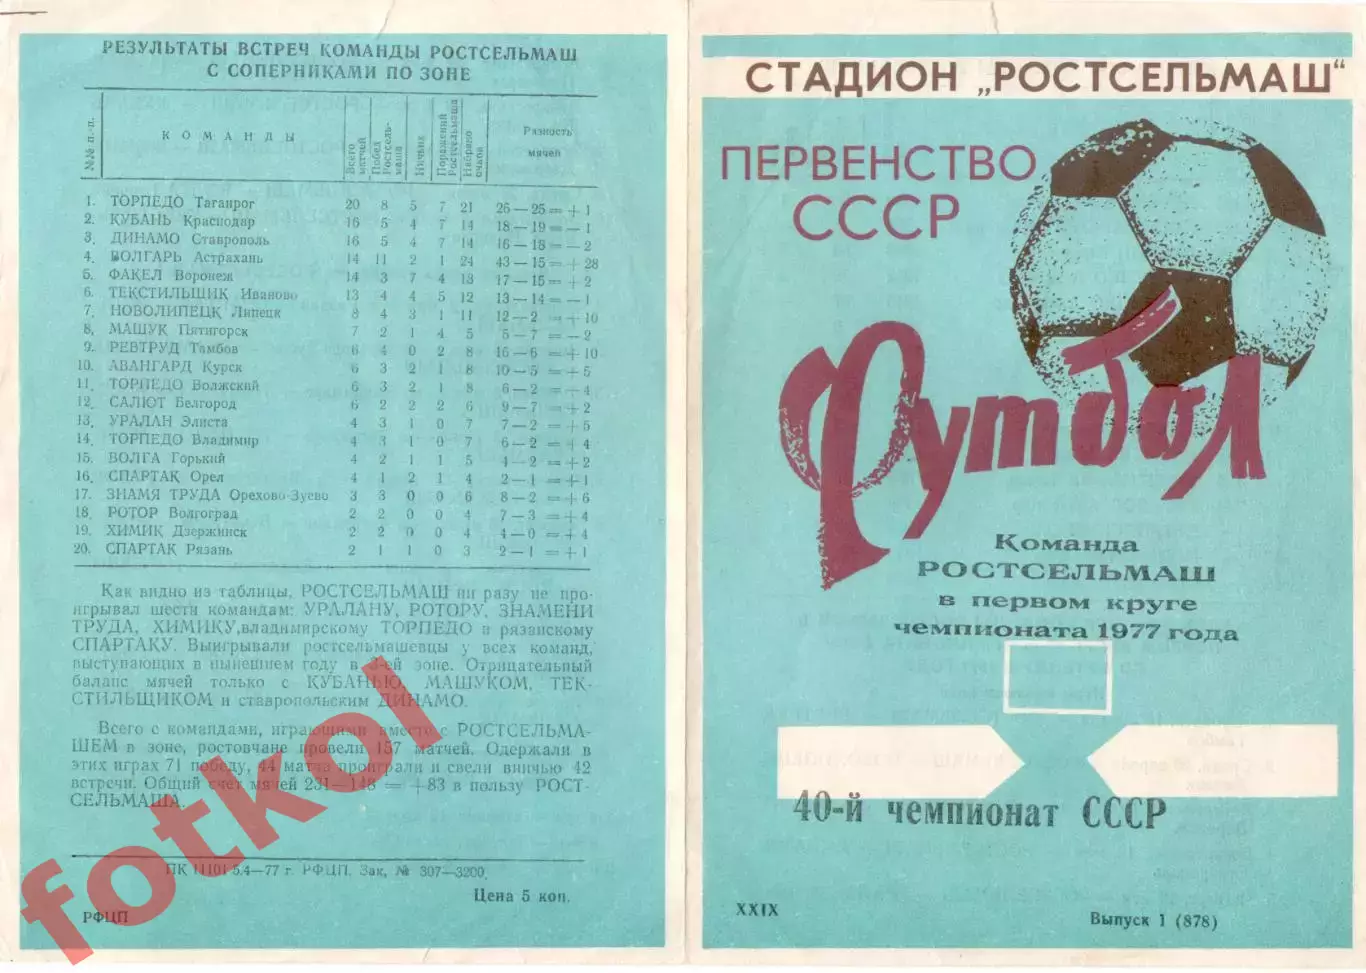 РЕЗУЛЬТАТЫ ВСТРЕЧ КОМАНДЫ РОСТСЕЛЬМАШ
С СОПЕРНИКАМИ ПО ЗОНЕ
№№ п.-п.
КОМАНДЫ
Всего матчей
Побед Ростсель-маша
Ничьих
Поражений Ростсельмаша
Набрано очков
Разность мячей
1. ТОРПЕДО Таганрог 20 8 5 7 21 26—25=+ 1
2. КУБАНЬ Краснодар 16 5 4 7 14 18—19=— 1
3. ДИНАМО Ставрополь 16 5 4 7 14 16—18=—2
4. ВОЛГАРЬ Астрахань 14 11 2 1 24 43—15=+28
5. ФАКЕЛ Воронеж 14 3 7 4 13 17—15=+2
6. ТЕКСТИЛЬЩИК Иваново 13 4 4 5 12 13—14=—1
7. НОВОЛИПЕЦК Липецк 8 4 3 1 11 12—2=+10
8. МАШУК Пятигорск 7 2 1 4 5 5—7=—2
9. РЕВТРУД Тамбов 6 4 0 2 8 16—6=+10
10. АВАНГАРД Курск 6 3 2 1 8 10—5=+5
11. ТОРПЕДО Волжский 6 3 2 1 8 6—2=+4
12. САЛЮТ Белгород 6 2 2 2 6 9—7=+2
13. УРАЛАН Элиста 4 3 1 0 7 7—2=+5
14. ТОРПЕДО Владимир 4 3 1 0 7 6—2=+4
15. ВОЛГА Горький 4 2 1 1 5 4—2=+2
16. СПАРТАК Орел 4 1 2 1 4 2—1=+1
17. ЗНАМЯ ТРУДА Орехово-Зуево 3 3 0 0 6 8—2=+6
18. РОТОР Волгоград 2 2 0 0 4 7—3=+4
19. ХИМИК Дзержинск 2 2 0 0 4 4—0=+4
20. СПАРТАК Рязань 2 1 1 0 3 2—1=+1
Как видно из таблицы, РОСТСЕЛЬМАШ ни разу не про-
игрывал шести командам: УРАЛАНУ, РОТОРУ, ЗНАМЕНИ
ТРУДА, ХИМИКУ,владимирскому ТОРПЕДО и рязанскому
СПАРТАКУ. Выигрывали ростсельмашевцы у всех команд,
выступающих в нынешнем году в 3-ей зоне. Отрицательный
баланс мячей только с КУБАНЬЮ, МАШУКОМ, ТЕК-
СТИЛЬЩИКОМ и ставропольским ДИНАМО.
Всего с командами, играющими вместе с РОСТСЕЛЬМА-
ШЕМ в зоне, ростовчане провели 157 матчей. Одержали в
этих играх 71 победу, 44 матча проиграли и свели вничью 42
встречи. Общий счет мячей 231—148 = +83 в пользу РОСТ-
СЕЛЬМАША.
ПК 11101 5.4—77 г. РФЦП. Зак, № 307—3200.
Цена 5 коп.
РФЦП
fotkol
СТАДИОН „РОСТСЕЛЬМАШ“
ПЕРВЕНСТВО
СССР
Футбол
Команда
РОСТСЕЛЬМАШ
в первом круге
чемпионата 1977 года
40-й чемпионат СССР
XXIX
Выпуск 1 (878)